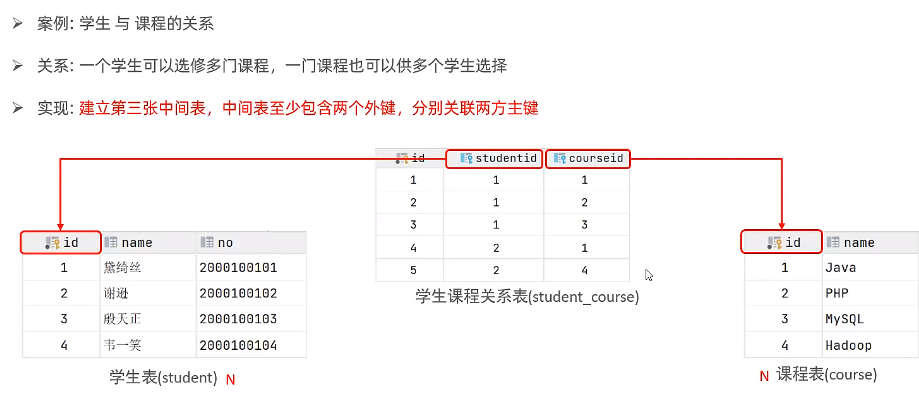 案例: 学生 与 课程的关系
关系: 一个学生可以选修多门课程，一门课程也可以供多个学生选择
实现: 建立第三张中间表，中间表至少包含两个外键，分别关联两方主键
id studentid courseid
1 1 1
2 1 2
3 1 3
4 2 1
5 2 4
学生课程关系表(student_course)
id name no
1 黛绮丝 2000100101
2 谢逊 2000100102
3 殷天正 2000100103
4 韦一笑 2000100104
学生表(student) N
id name
1 Java
2 PHP
3 MySQL
4 Hadoop
N 课程表(course)